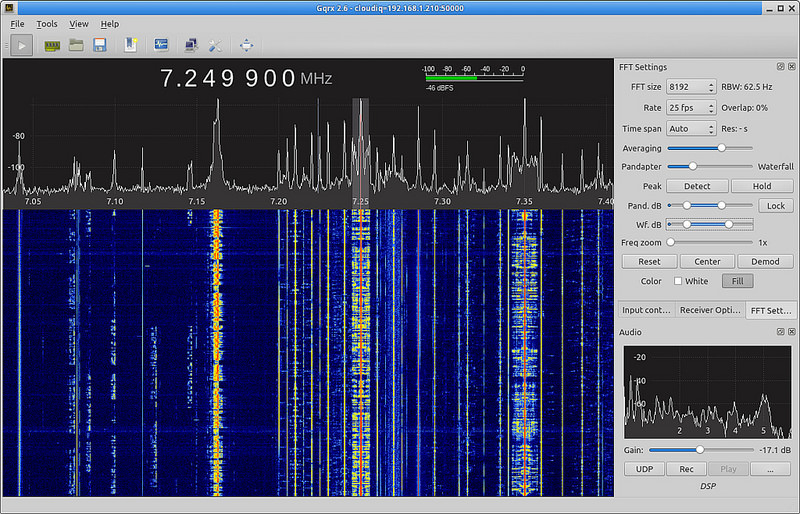 Gqrx 2.6 - cloudiq=192.168.1.210:50000
File Tools View Help
7.249 900 MHz
-100 -80 -60 -40 -20 0
-46 dBFS
-80
-100
7.05 7.10 7.15 7.20 7.25 7.30 7.35 7.40
FFT Settings
FFT size 8192 RBW: 62.5 Hz
Rate 25 fps Overlap: 0%
Time span Auto Res: - s
Averaging
Pandapter Waterfall
Peak Detect Hold
Pand. dB Lock
Wf. dB
Freq zoom 1x
Reset Center Demod
Color White Fill
Input cont... Receiver Opti... FFT Sett...
Audio
-20
-40
-60
2 3 4 5
Gain: -17.1 dB
UDP Rec Play ...
DSP